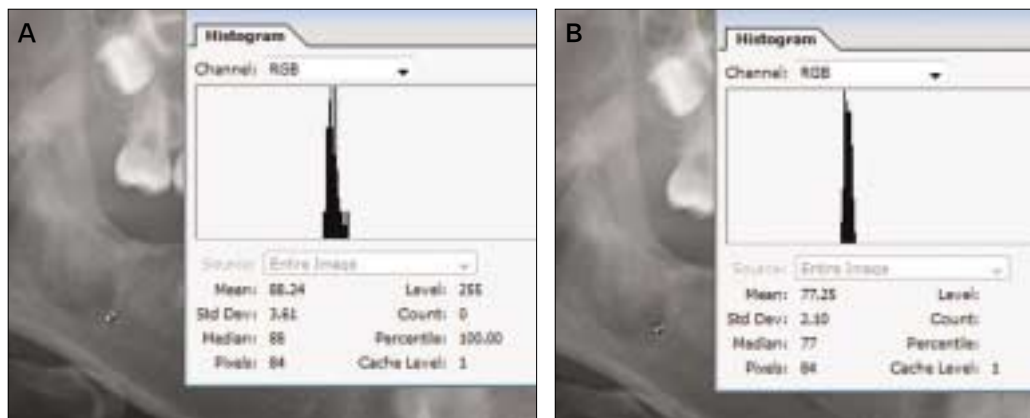 A
Histogram
Channel: RGB
Source: Entire Image
Mean: 88.24 Level: 255
Std Dev: 3.61 Count: 0
Median: 88 Percentile: 100.00
Pixels: 84 Cache Level: 1
B
Histogram
Channel: RGB
Source: Entire Image
Mean: 77.25 Level:
Std Dev: 2.10 Count:
Median: 77 Percentile:
Pixels: 84 Cache Level: 1